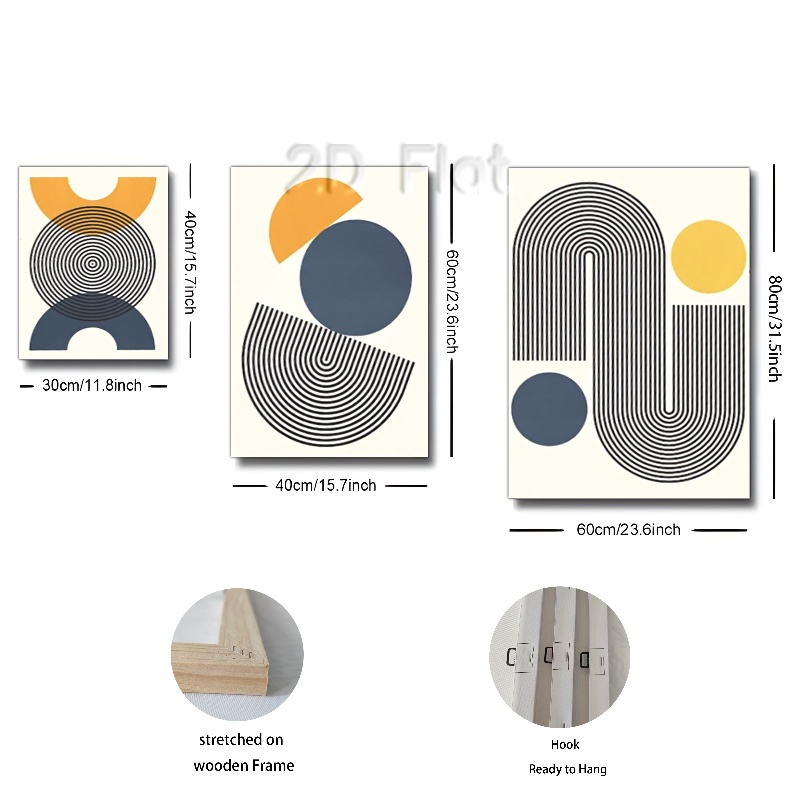 2D Flat
40cm/15.7inch
30cm/11.8inch
60cm/23.6inch
40cm/15.7inch
80cm/31.5inch
60cm/23.6inch
stretched on
wooden Frame
Hook
Ready to Hang